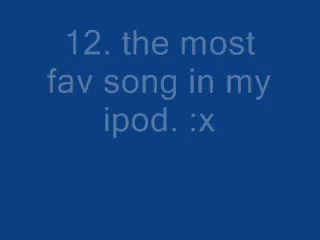 12. the most
fav song in my
ipod. :x